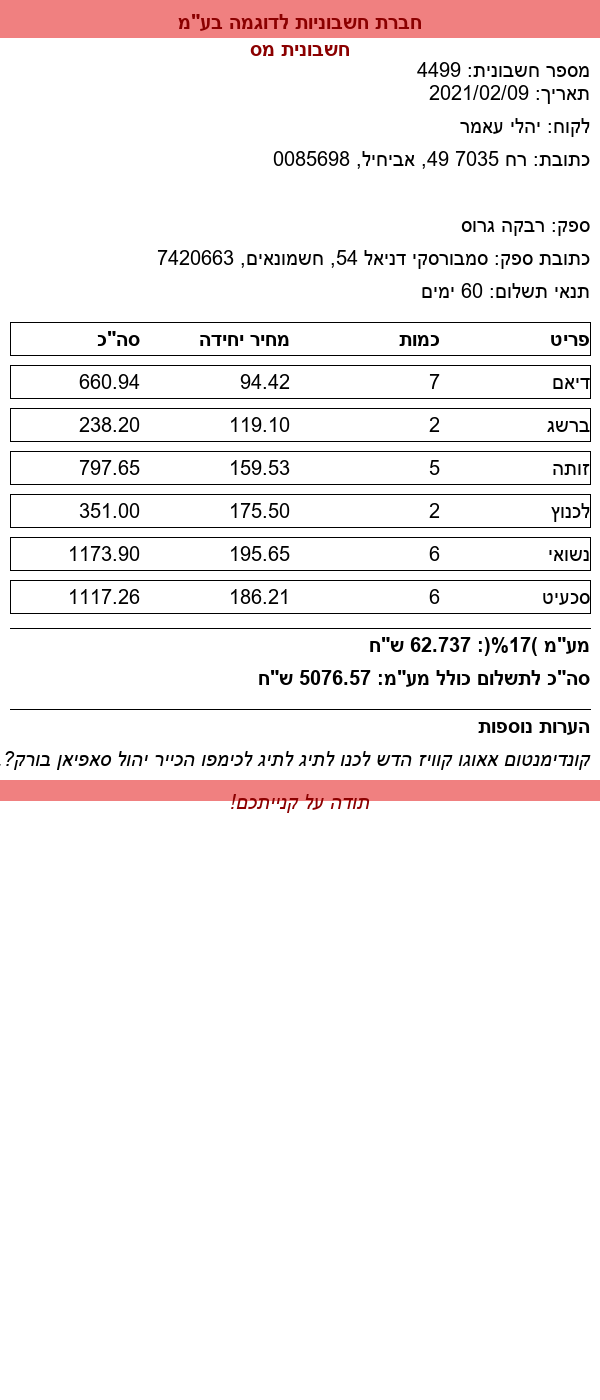 חברת חשבוניות לדוגמה בע"מ
חשבונית מס
מספר חשבונית: 4499
תאריך: 2021/02/09
לקוח: יהלי עאמר
כתובת: רח 7035 49, אביחיל, 0085698
ספק: רבקה גרוס
כתובת ספק: סמבורסקי דניאל 54, חשמונאים, 7420663
תנאי תשלום: 60 ימים
פריט כמות מחיר יחידה סה"כ
דיאם 7 94.42 660.94
ברשג 2 119.10 238.20
זותה 5 159.53 797.65
לכנוץ 2 175.50 351.00
נשואי 6 195.65 1173.90
סכעיט 6 186.21 1117.26
מע"מ )17%(: 737.62 ש"ח
סה"כ לתשלום כולל מע"מ: 5076.57 ש"ח
הערות נוספות
קונדימנטום אאוגו קוויז הדש לכנו לתיג לתיג לכימפו הכייר יהול סאפיאן בורק?.
תודה על קנייתכם!